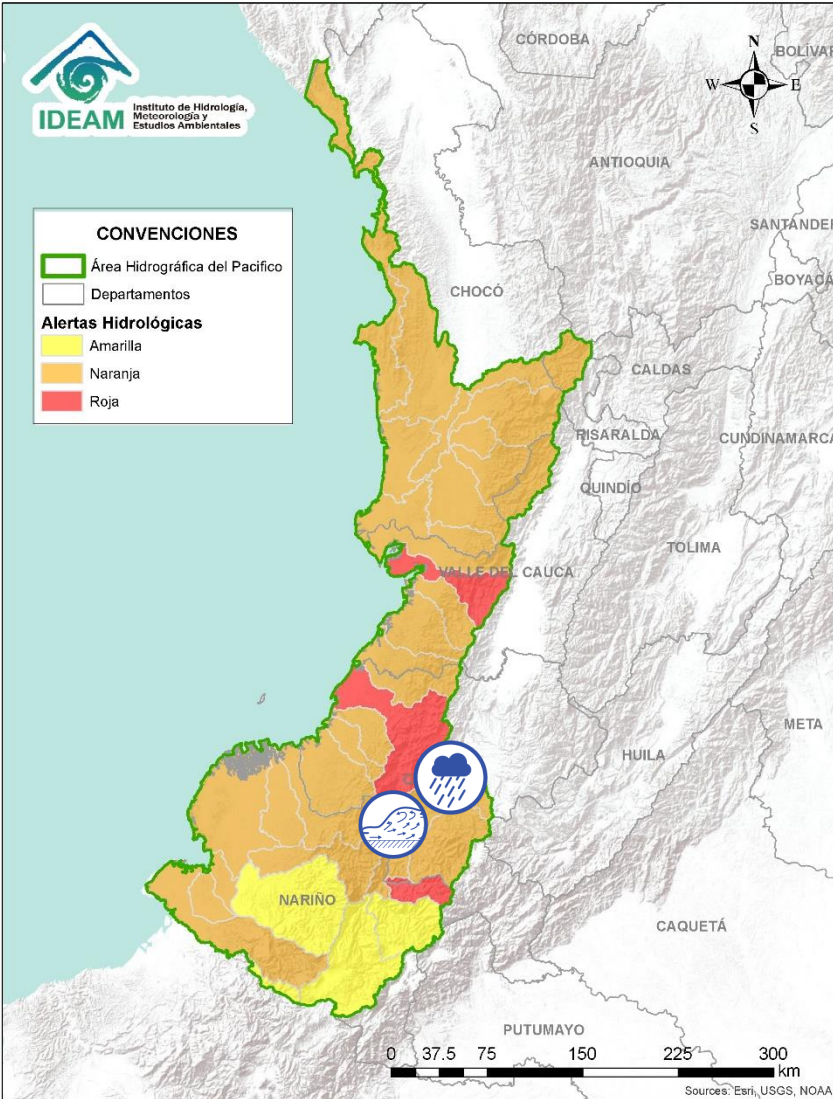 IDEAM
Instituto de Hidrología,
Meteorología y
Estudios Ambientales
N
W
E
S
CÓRDOBA
BOLÍVAR
ANTIOQUIA
SANTANDER
BOYACÁ
CONVENCIONES
Área Hidrográfica del Pacifico
Departamentos
Alertas Hidrológicas
Amarilla
Naranja
Roja
CHOCÓ
CALDAS
RISARALDA
CUNDINAMARCA
QUINDÍO
TOLIMA
VALLE DEL CAUCA
META
HUILA
NARIÑO
CAQUETÁ
PUTUMAYO
0 37.5 75 150 225 300
km
Sources: Esri, USGS, NOAA